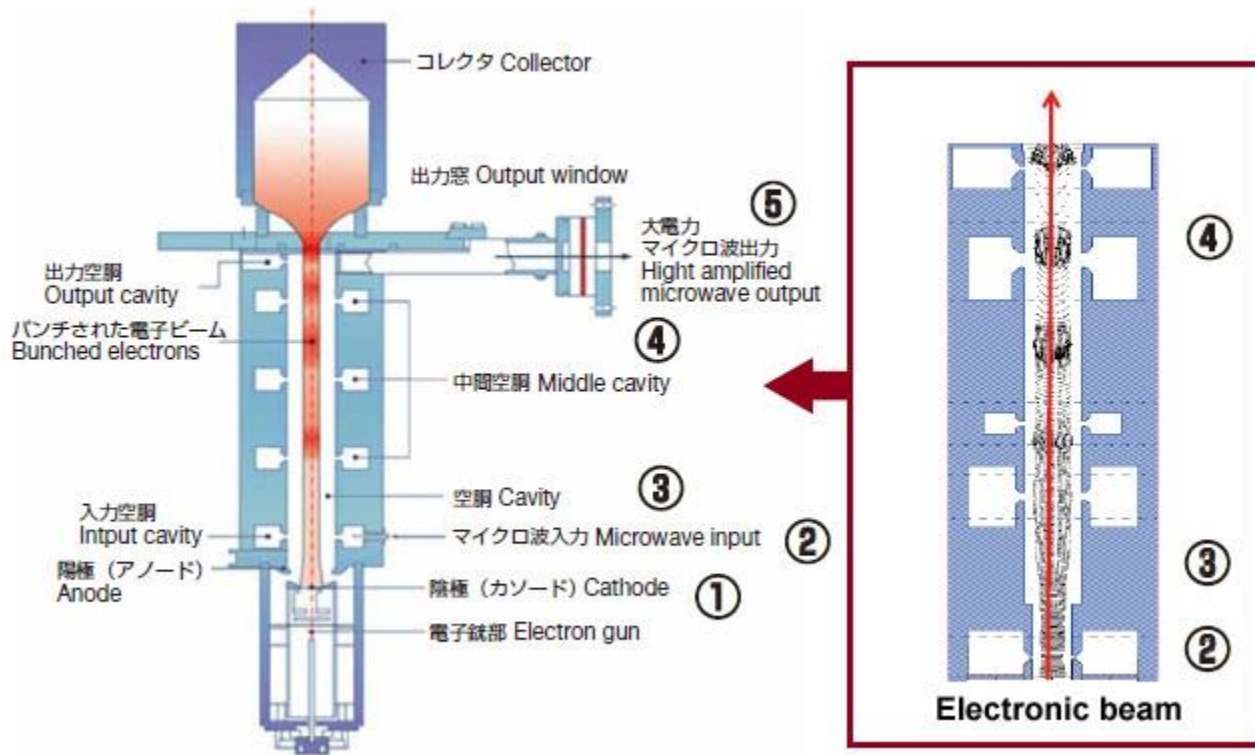 コレクタ Collector
出力窓 Output window
⑤
大電力
マイクロ波出力
Hight amplified
microwave output
出力空胴
Output cavity
バンチされた電子ビーム
Bunched electrons
④
中間空胴 Middle cavity
③
空胴 Cavity
入力空胴
Intput cavity
マイクロ波入力 Microwave input
②
陽極（アノード）
Anode
陰極（カソード）Cathode
①
電子銃部 Electron gun
④
③
②
Electronic beam